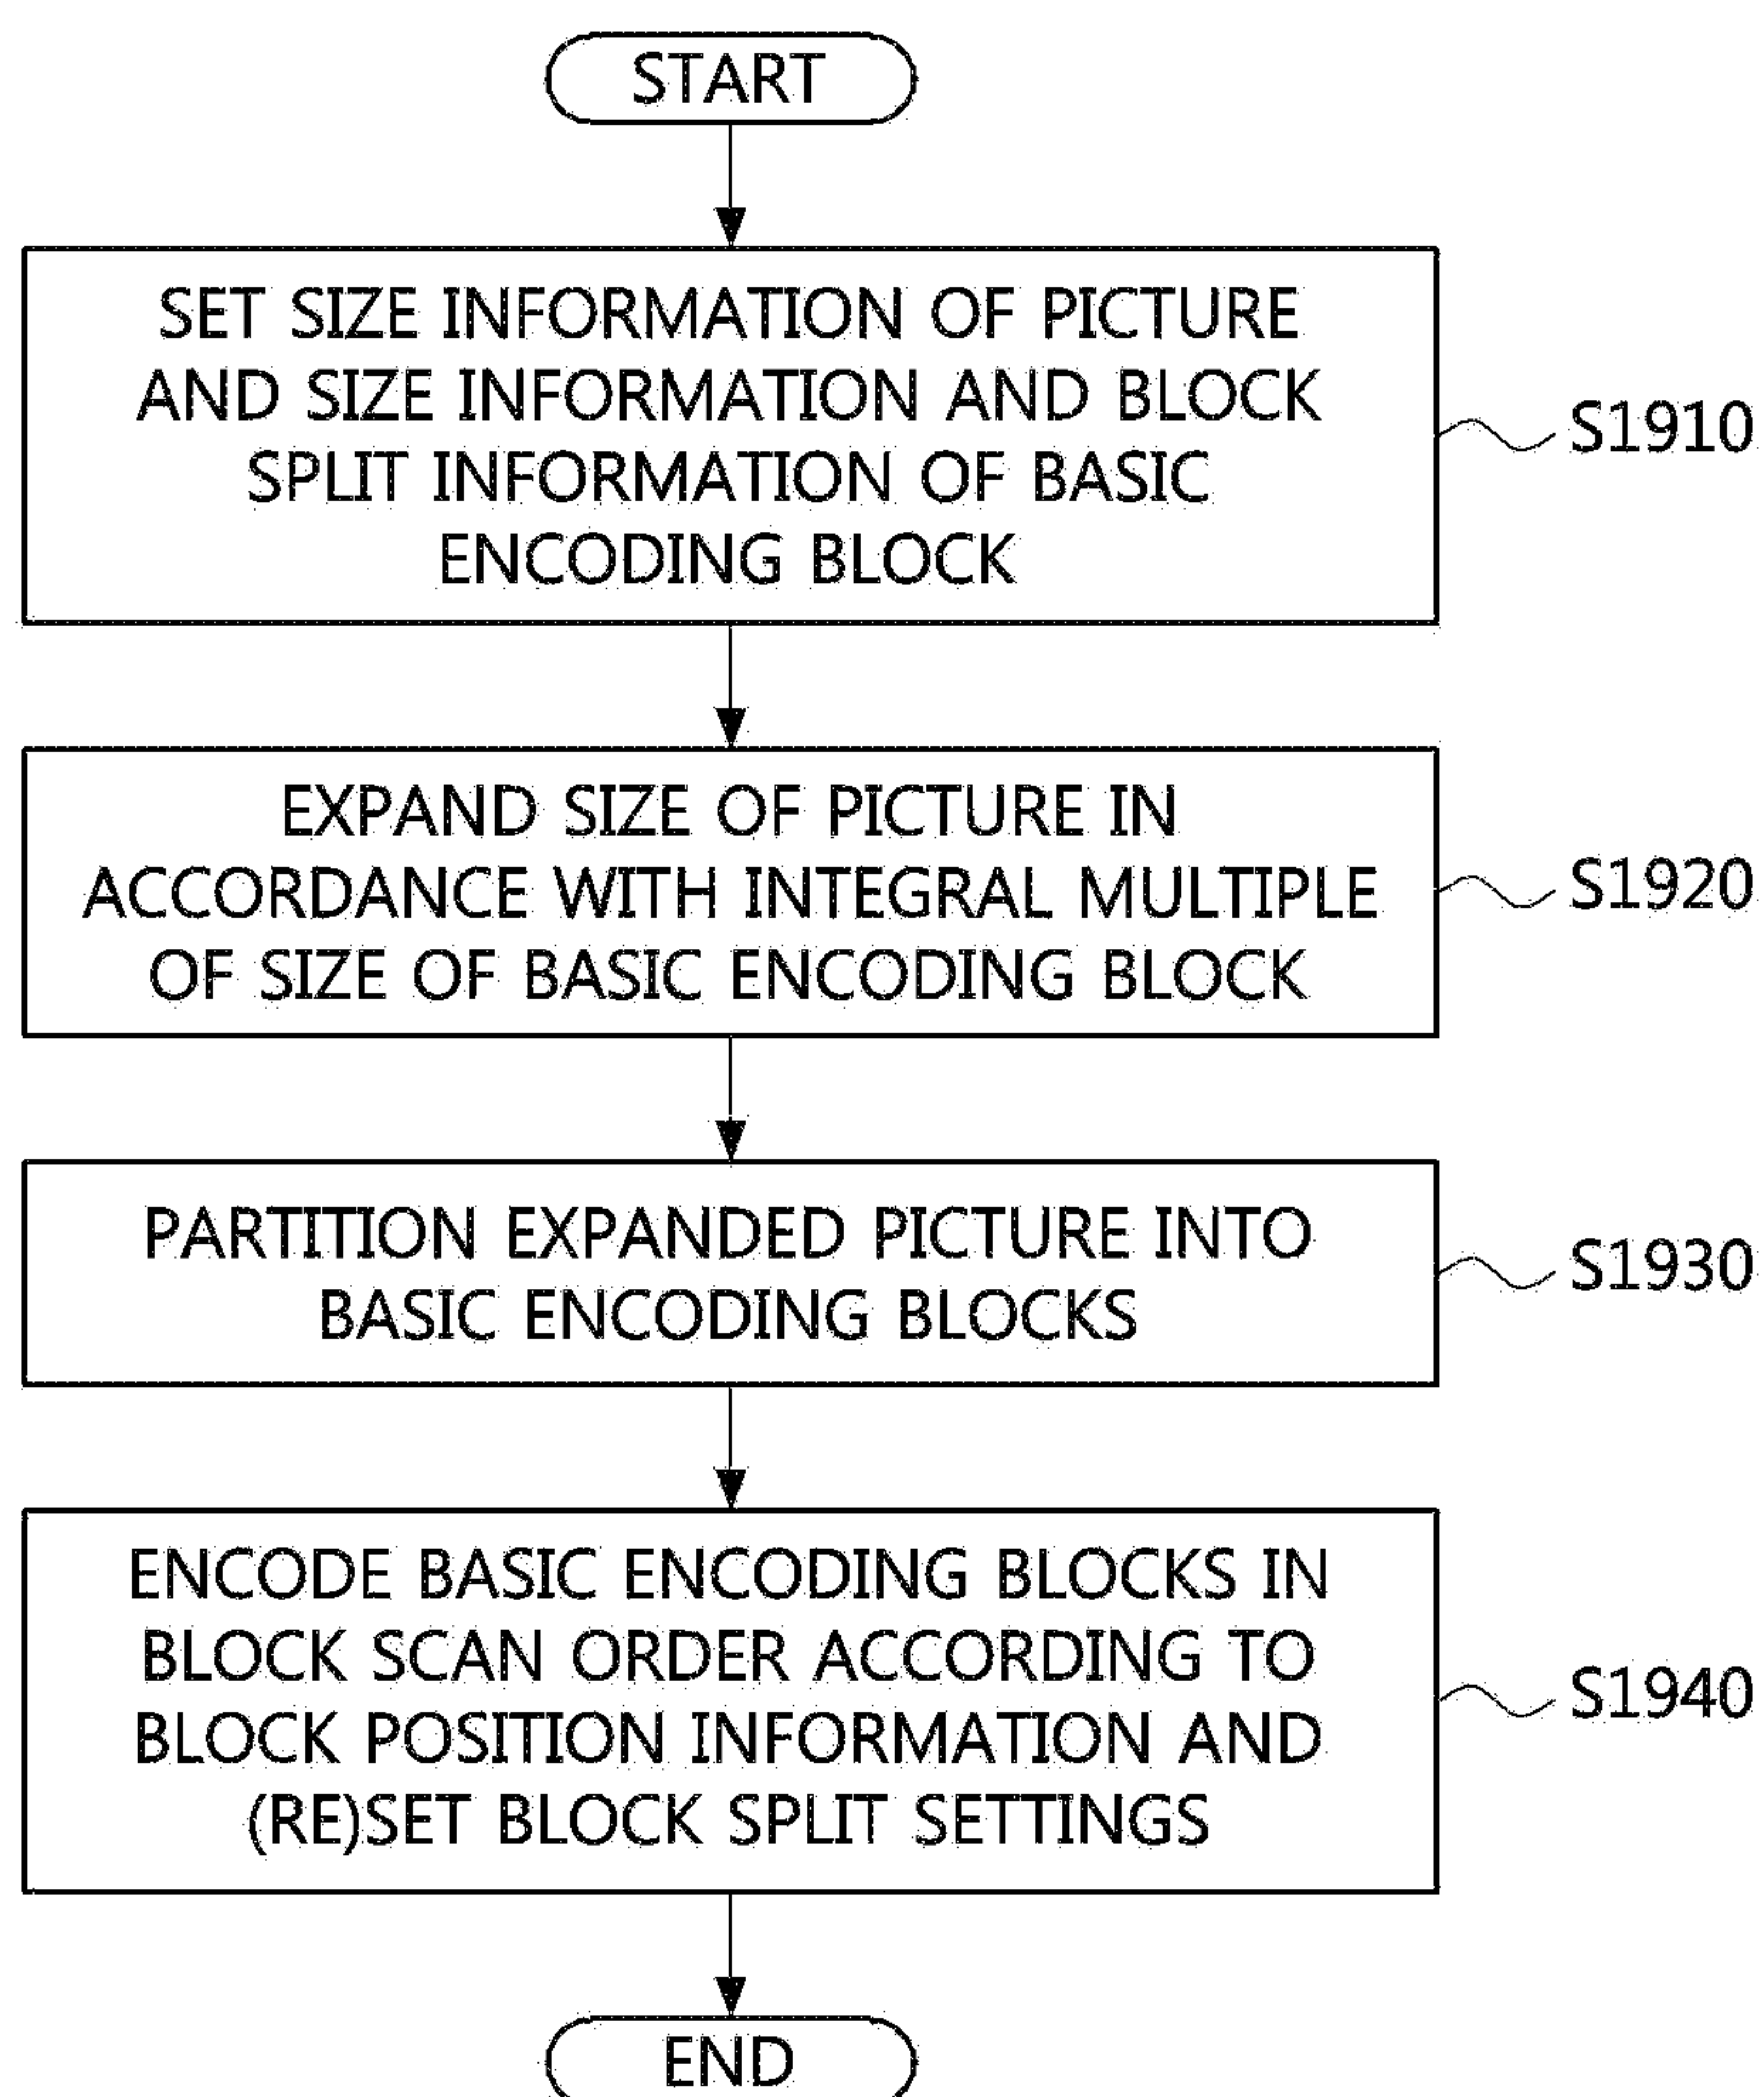 START
SET SIZE INFORMATION OF PICTURE
AND SIZE INFORMATION AND BLOCK
SPLIT INFORMATION OF BASIC
ENCODING BLOCK
S1910
EXPAND SIZE OF PICTURE IN
ACCORDANCE WITH INTEGRAL MULTIPLE
OF SIZE OF BASIC ENCODING BLOCK
S1920
PARTITION EXPANDED PICTURE INTO
BASIC ENCODING BLOCKS
S1930
ENCODE BASIC ENCODING BLOCKS IN
BLOCK SCAN ORDER ACCORDING TO
BLOCK POSITION INFORMATION AND
(RE)SET BLOCK SPLIT SETTINGS
S1940
END